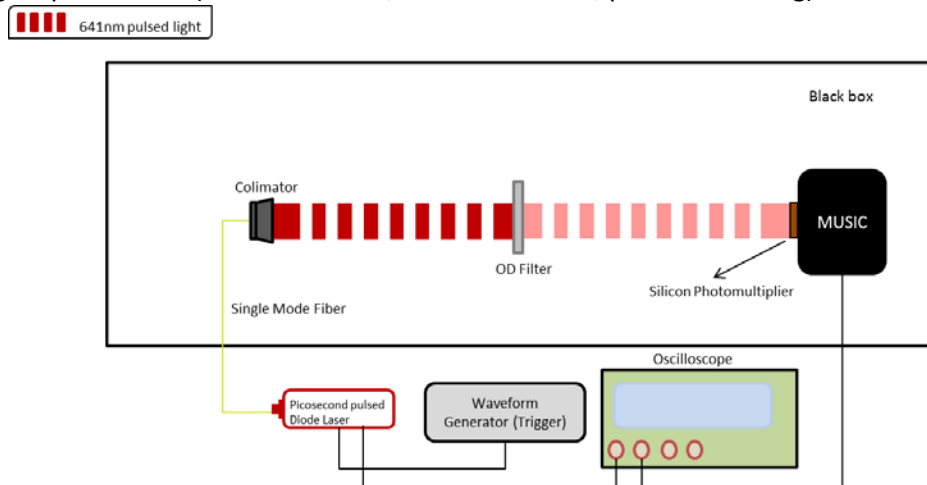 641nm pulsed light
Black box
Colimator
MUSIC
OD Filter
Silicon Photomultiplier
Single Mode Fiber
Oscilloscope
Picosecond pulsed
Diode Laser
Waveform
Generator (Trigger)